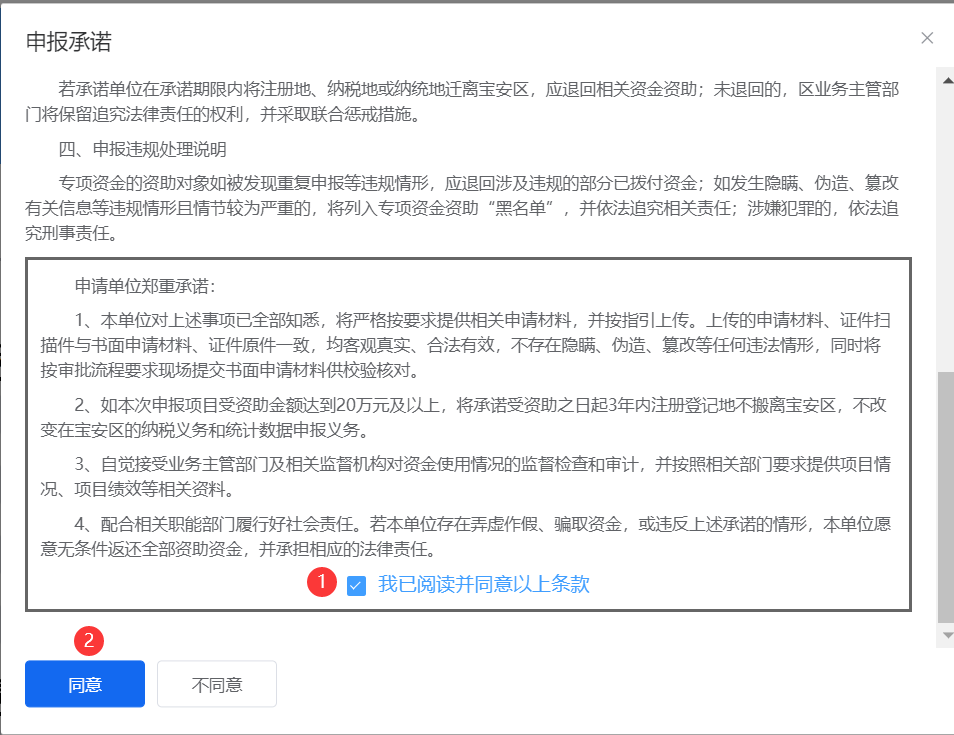 申报承诺
若承诺单位在承诺期限内将注册地、纳税地或纳统地迁离宝安区，应退回相关资金资助；未退回的，区业务主管部
门将保留追究法律责任的权利，并采取联合惩戒措施。
四、申报违规处理说明
专项资金的资助对象如被发现重复申报等违规情形，应退回涉及违规的部分已拨付资金；如发生隐瞒、伪造、篡改
有关信息等违规情形且情节较为严重的，将列入专项资金资助“黑名单”，并依法追究相关责任；涉嫌犯罪的，依法追
究刑事责任。
申请单位郑重承诺：
1、本单位对上述事项已全部知悉，将严格按要求提供相关申请材料，并按指引上传。上传的申请材料、证件扫
描件与书面申请材料、证件原件一致，均客观真实、合法有效，不存在隐瞒、伪造、篡改等任何违法情形，同时将
按审批流程要求现场提交书面申请材料供校验核对。
2、如本次申报项目受资助金额达到20万元及以上，将承诺受资助之日起3年内注册登记地不搬离宝安区，不改
变在宝安区的纳税义务和统计数据申报义务。
3、自觉接受业务主管部门及相关监督机构对资金使用情况的监督检查和审计，并按照相关部门要求提供项目情
况、项目绩效等相关资料。
4、配合相关职能部门履行好社会责任。若本单位存在弄虚作假、骗取资金，或违反上述承诺的情形，本单位愿
意无条件返还全部资助资金，并承担相应的法律责任。
1 我已阅读并同意以上条款
2
同意 不同意